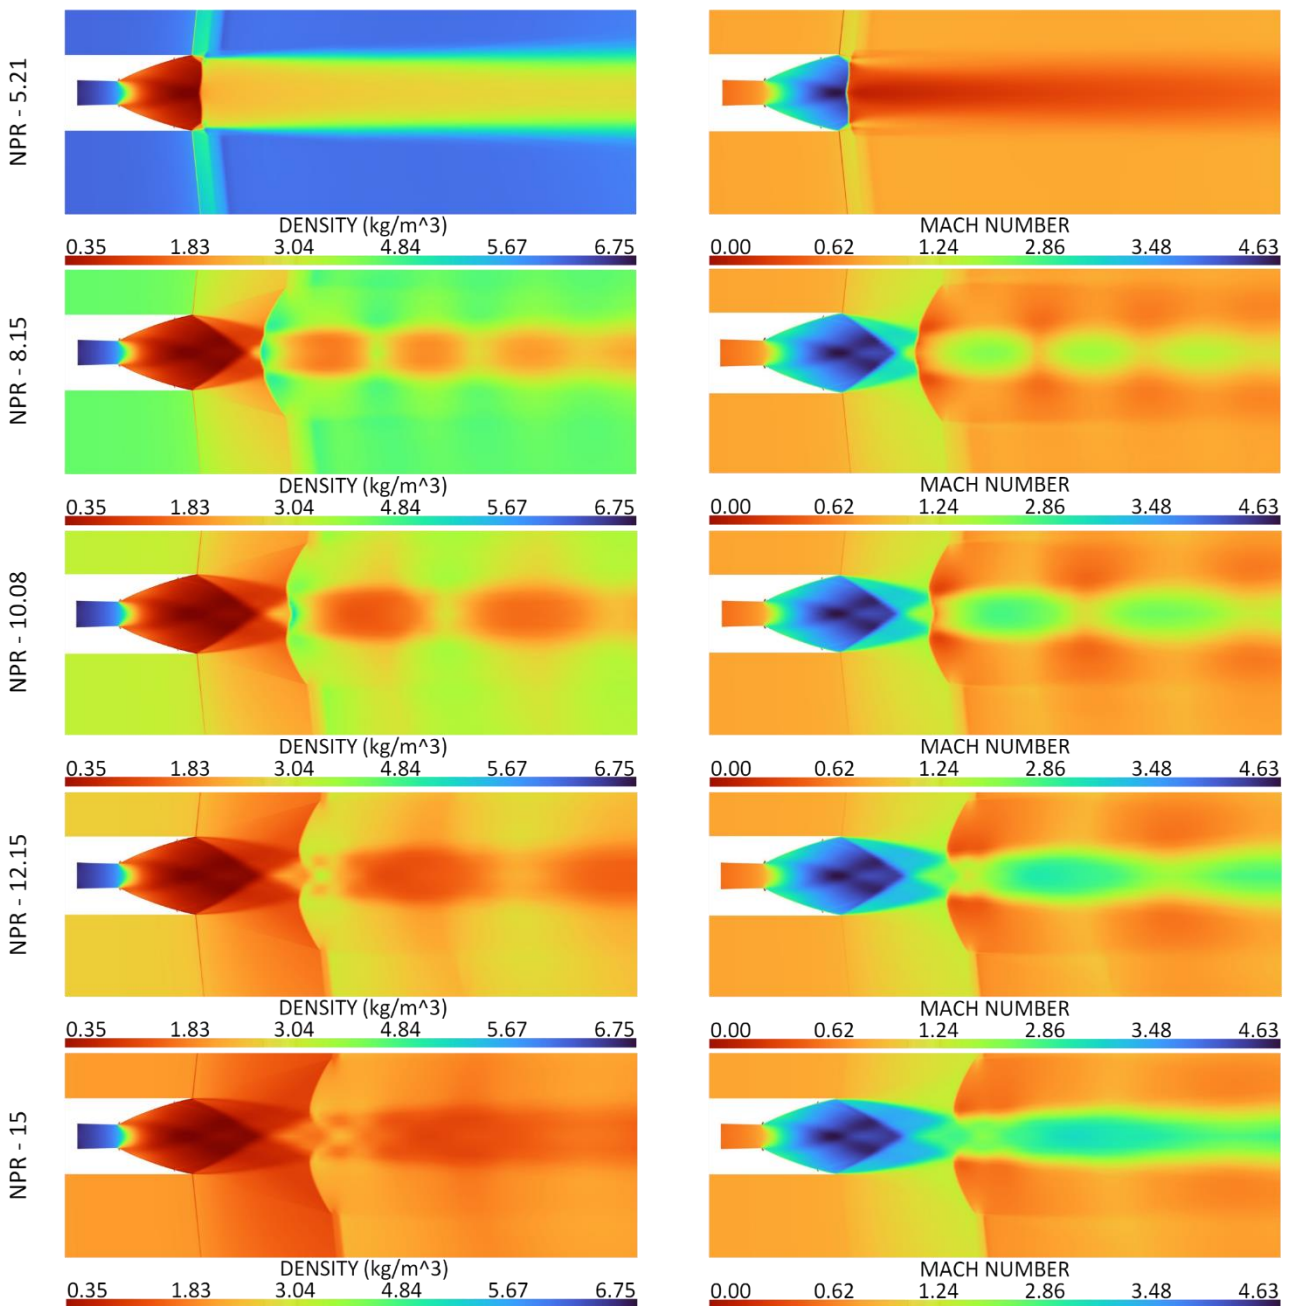 NPR - 5.21
DENSITY (kg/m^3)
0.35 1.83 3.04 4.84 5.67 6.75
MACH NUMBER
0.00 0.62 1.24 2.86 3.48 4.63
NPR - 8.15
DENSITY (kg/m^3)
0.35 1.83 3.04 4.84 5.67 6.75
MACH NUMBER
0.00 0.62 1.24 2.86 3.48 4.63
NPR - 10.08
DENSITY (kg/m^3)
0.35 1.83 3.04 4.84 5.67 6.75
MACH NUMBER
0.00 0.62 1.24 2.86 3.48 4.63
NPR - 12.15
DENSITY (kg/m^3)
0.35 1.83 3.04 4.84 5.67 6.75
MACH NUMBER
0.00 0.62 1.24 2.86 3.48 4.63
NPR - 15
DENSITY (kg/m^3)
0.35 1.83 3.04 4.84 5.67 6.75
MACH NUMBER
0.00 0.62 1.24 2.86 3.48 4.63